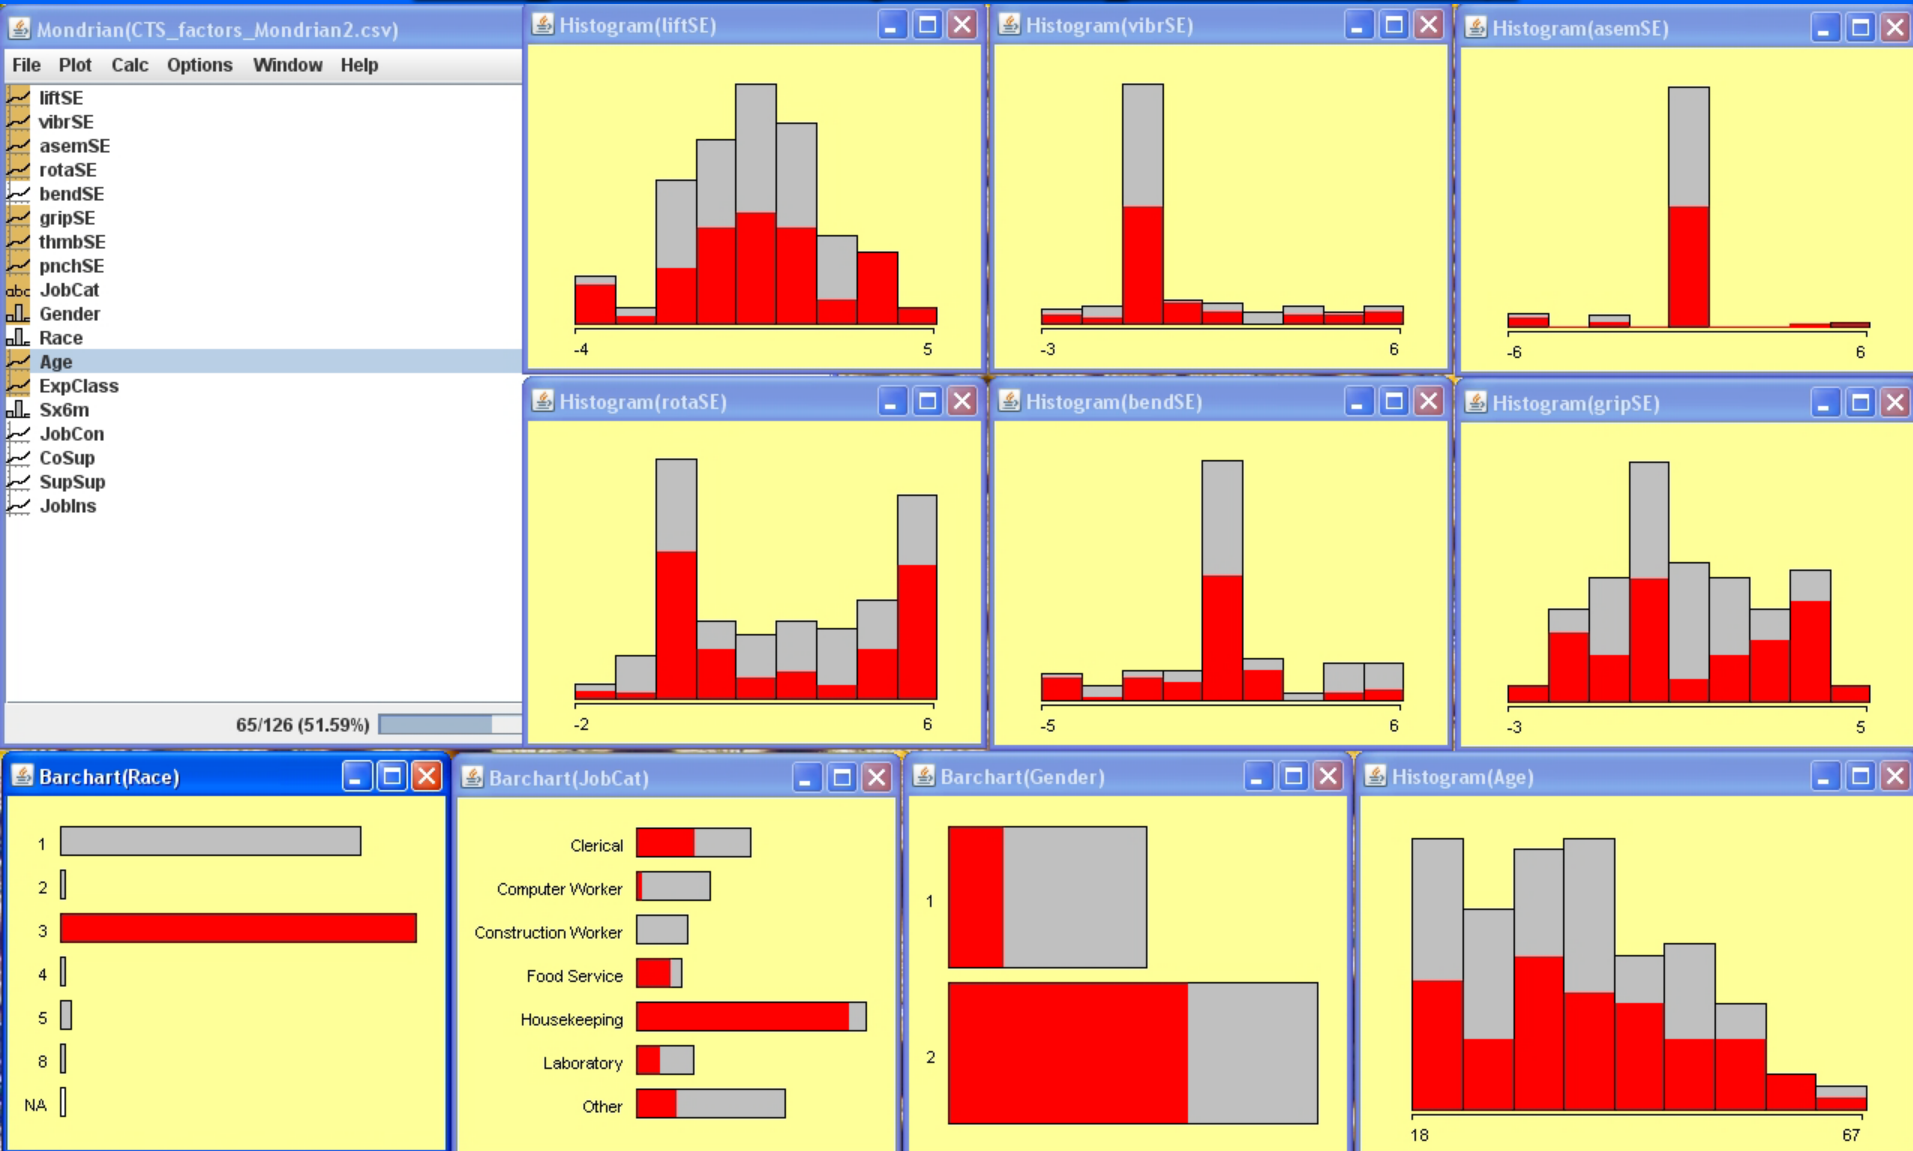 Mondrian(CTS_factors_Mondrian2.csv)
File Plot Calc Options Window Help
liftSE
vibrSE
asemSE
rotaSE
bendSE
gripSE
thmbSE
pnchSE
abc JobCat
Gender
Race
Age
ExpClass
Sx6m
JobCon
CoSup
SupSup
JobIns
65/126 (51.59%)
Histogram(liftSE)
-4 5
Histogram(vibrSE)
-3 6
Histogram(asemSE)
-6 6
Histogram(rotaSE)
-2 6
Histogram(bendSE)
-5 6
Histogram(gripSE)
-3 5
Barchart(Race)
1
2
3
4
5
8
NA
Barchart(JobCat)
Clerical
Computer Worker
Construction Worker
Food Service
Housekeeping
Laboratory
Other
Barchart(Gender)
1
2
Histogram(Age)
18 67